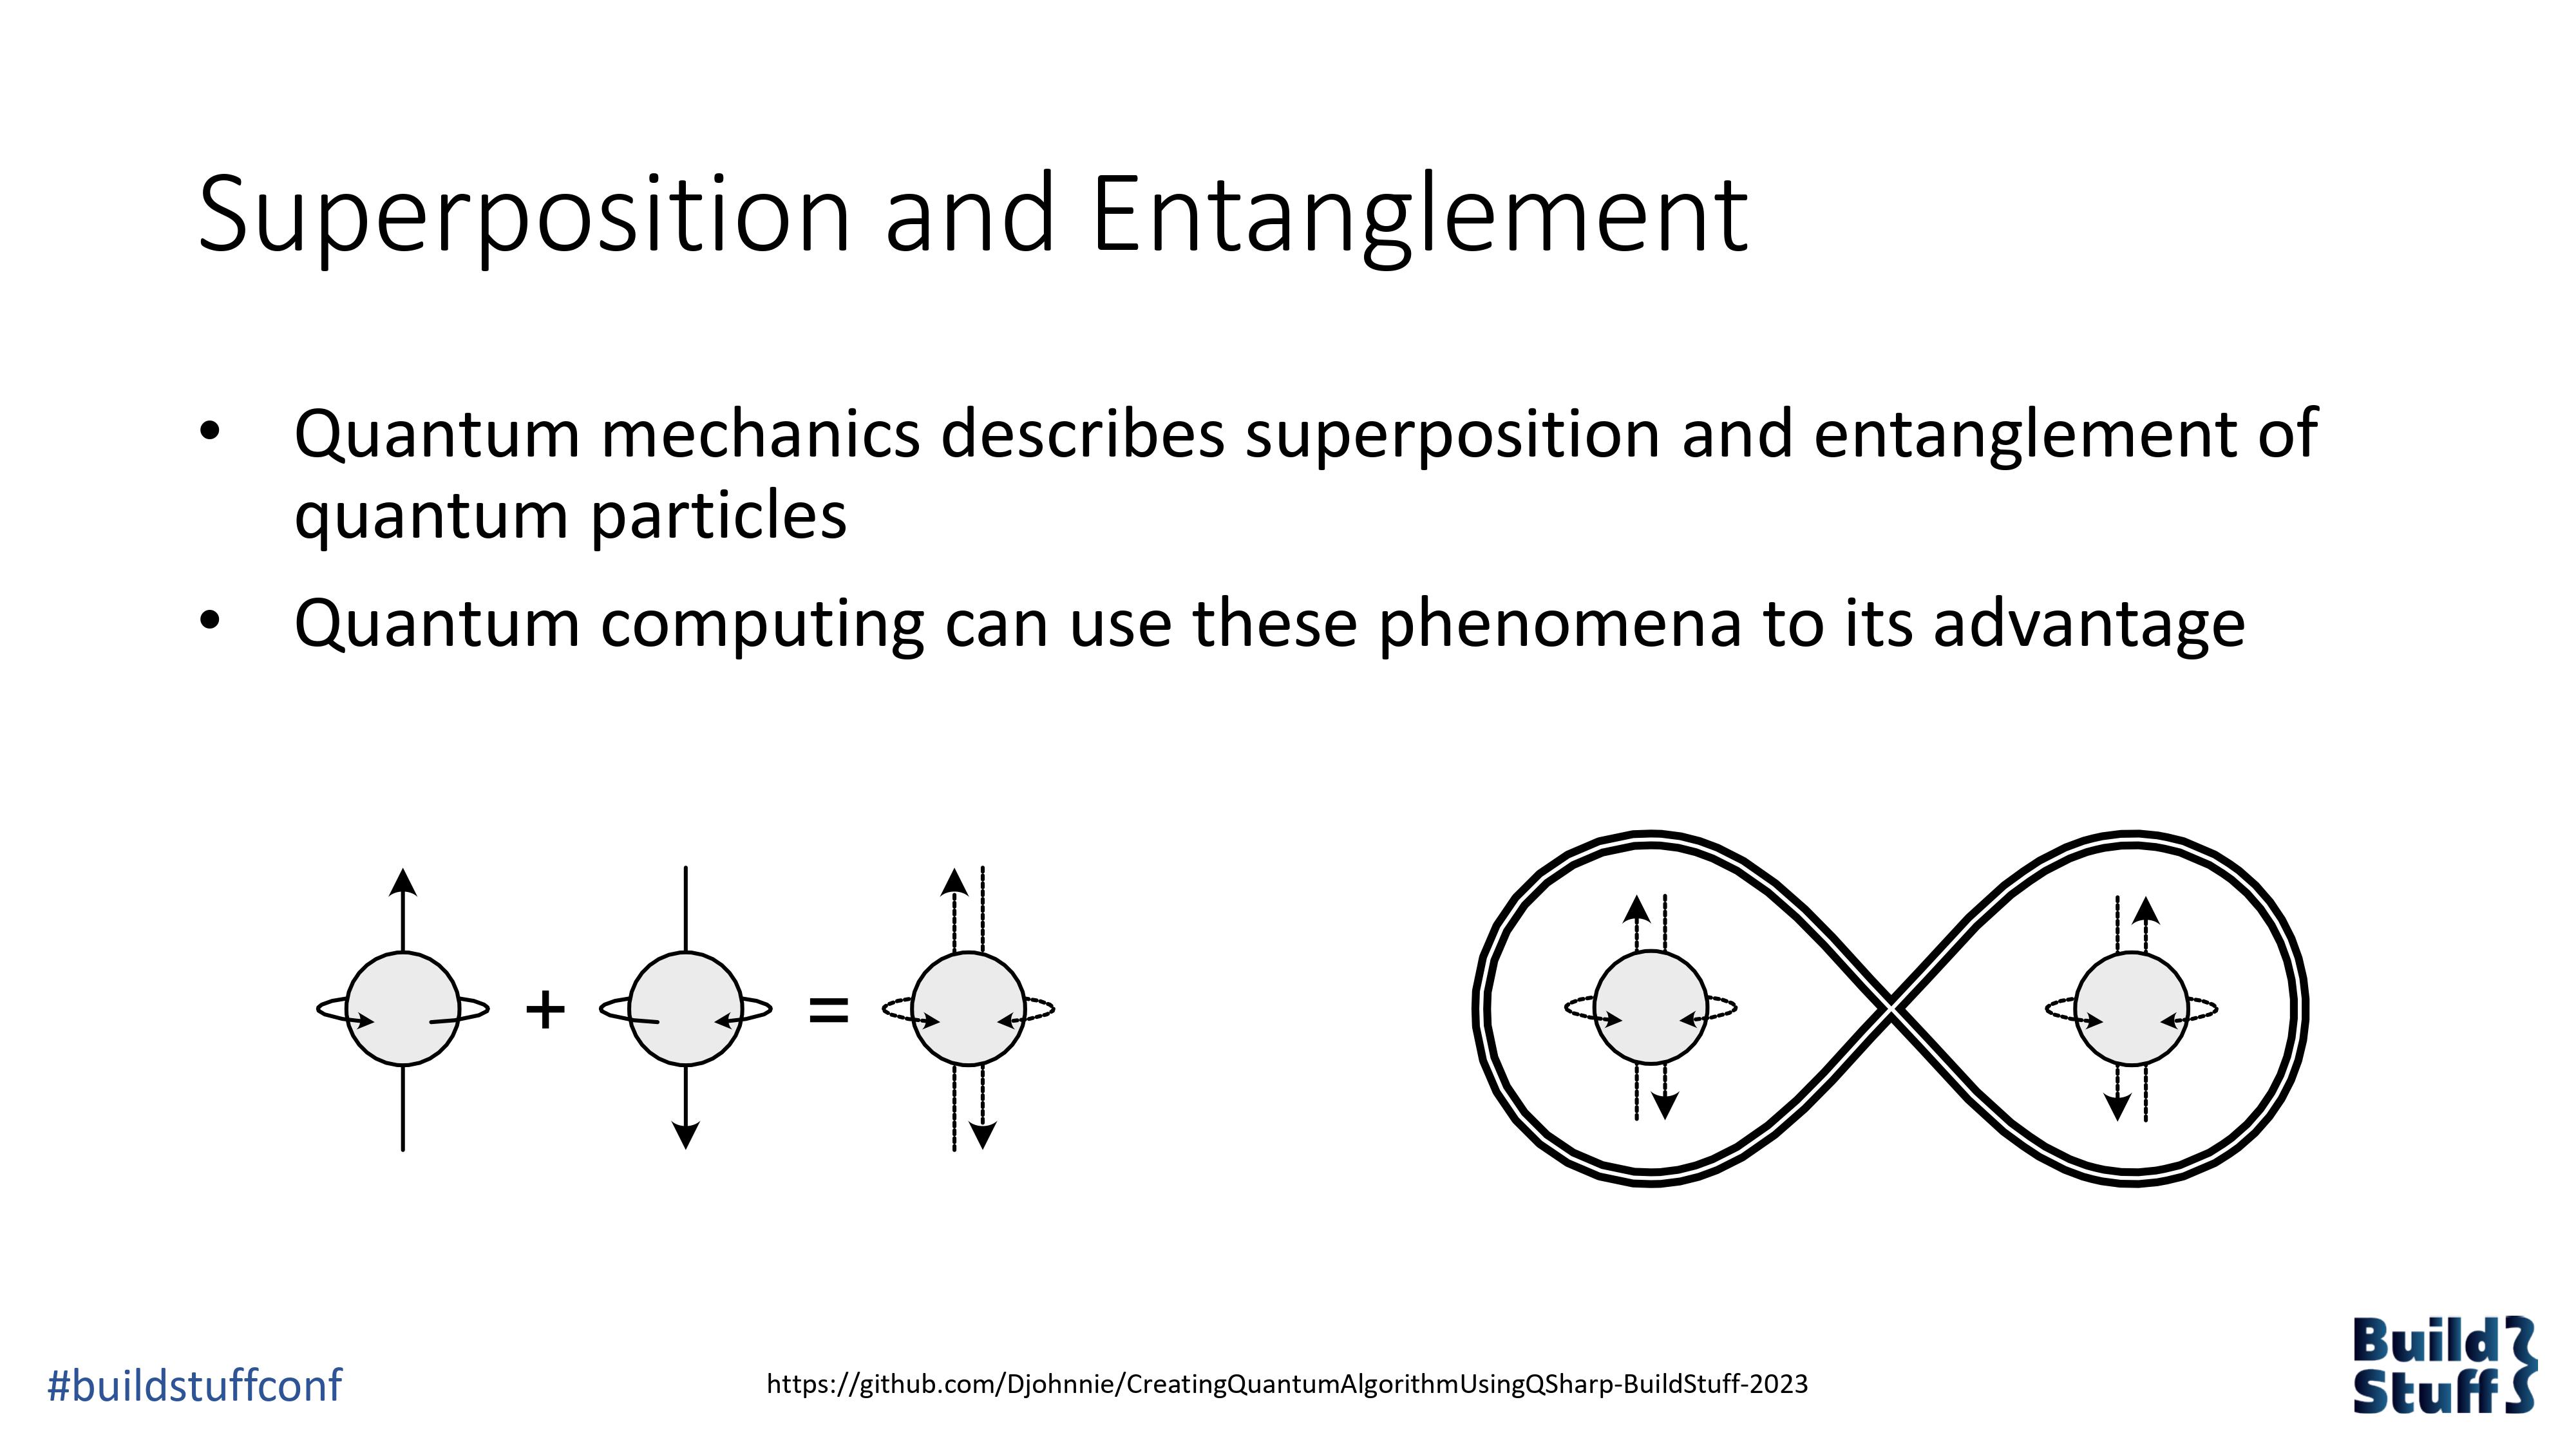 Superposition and Entanglement
• Quantum mechanics describes superposition and entanglement of
quantum particles
• Quantum computing can use these phenomena to its advantage
+ =
#buildstuffconf
https://github.com/Djohnnie/CreatingQuantumAlgorithmUsingQSharp-BuildStuff-2023
Build
Stuff